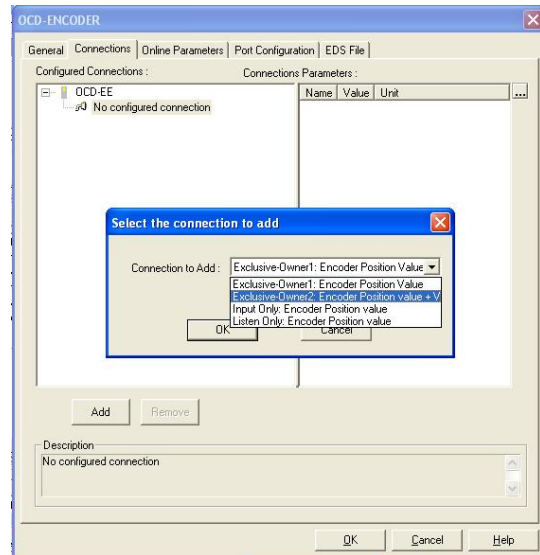 OCD-ENCODER
General Connections Online Parameters Port Configuration EDS File
Configured Connections : Connections Parameters :
OCD-EE
No configured connection
Name Value Unit ...
Select the connection to add
Connection to Add : Exclusive-Owner1: Encoder Position Value
Exclusive-Owner1: Encoder Position Value
Exclusive-Owner2: Encoder Position value + V
Input Only: Encoder Position value
Listen Only: Encoder Position value
OK Cancel
Add Remove
Description
No configured connection
OK Cancel Help